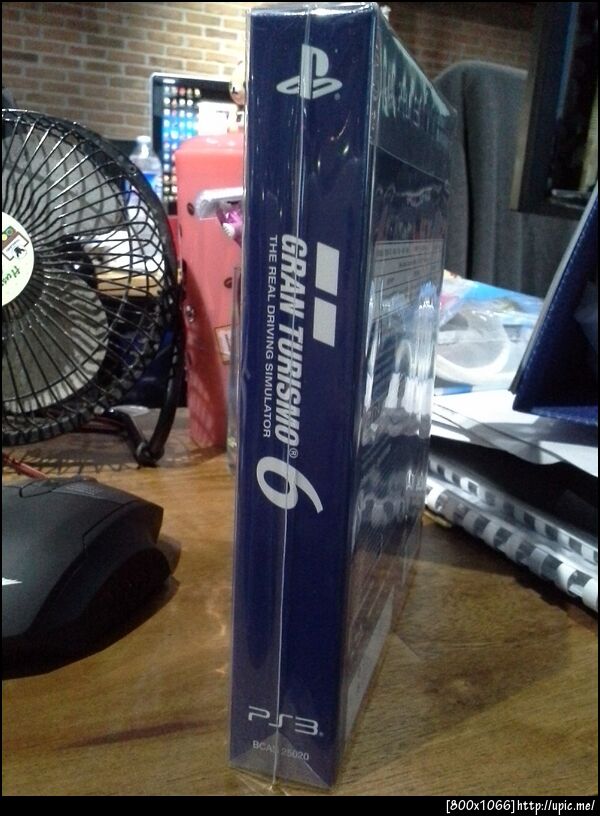 GRAN TURISMO® 6
THE REAL DRIVING SIMULATOR
PS3®
BCAS 25020
[800x1066]http://upic.me/